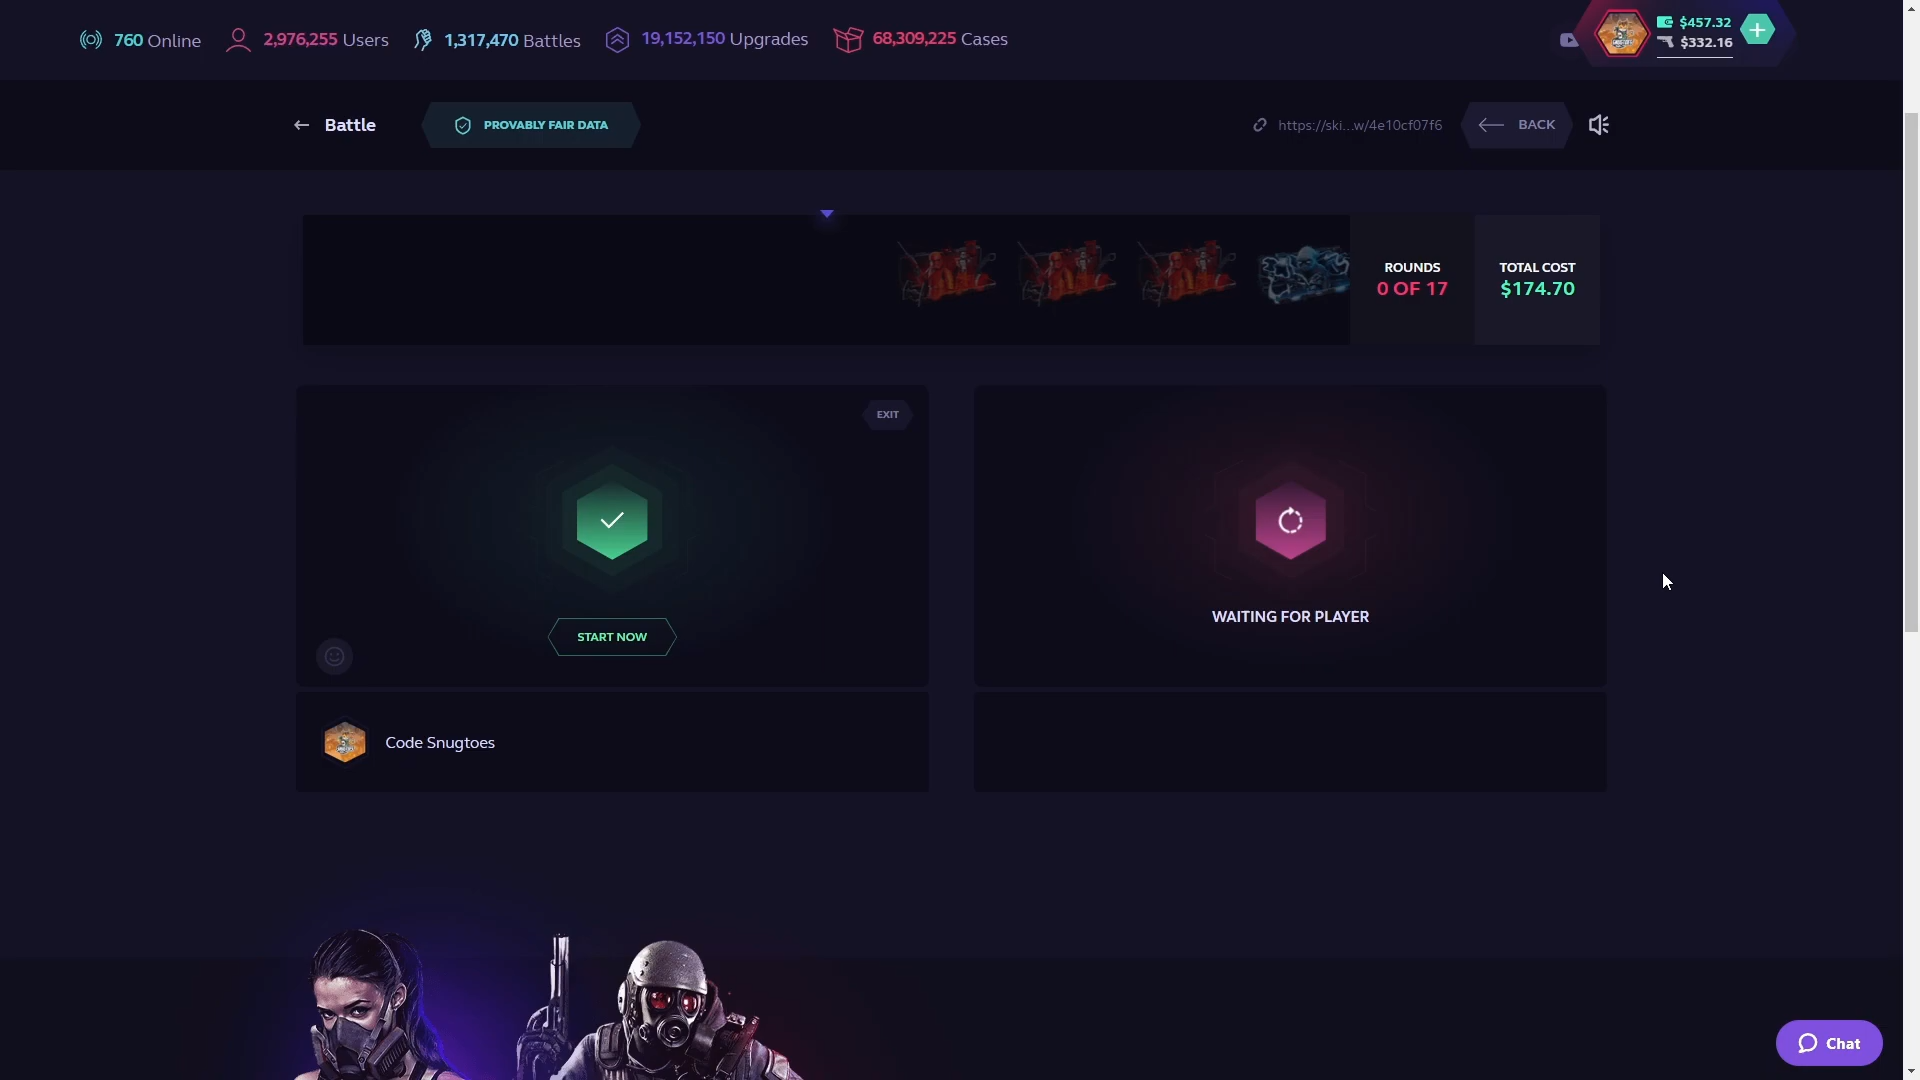 760 Online
2,976,255 Users
1,317,470 Battles
19,152,150 Upgrades
68,309,225 Cases
$457.32
$332.16
Battle
PROVABLY FAIR DATA
https://ski...w/4e10cf07f6
BACK
ROUNDS
0 OF 17
TOTAL COST
$174.70
EXIT
START NOW
WAITING FOR PLAYER
Code Snugtoes
Chat